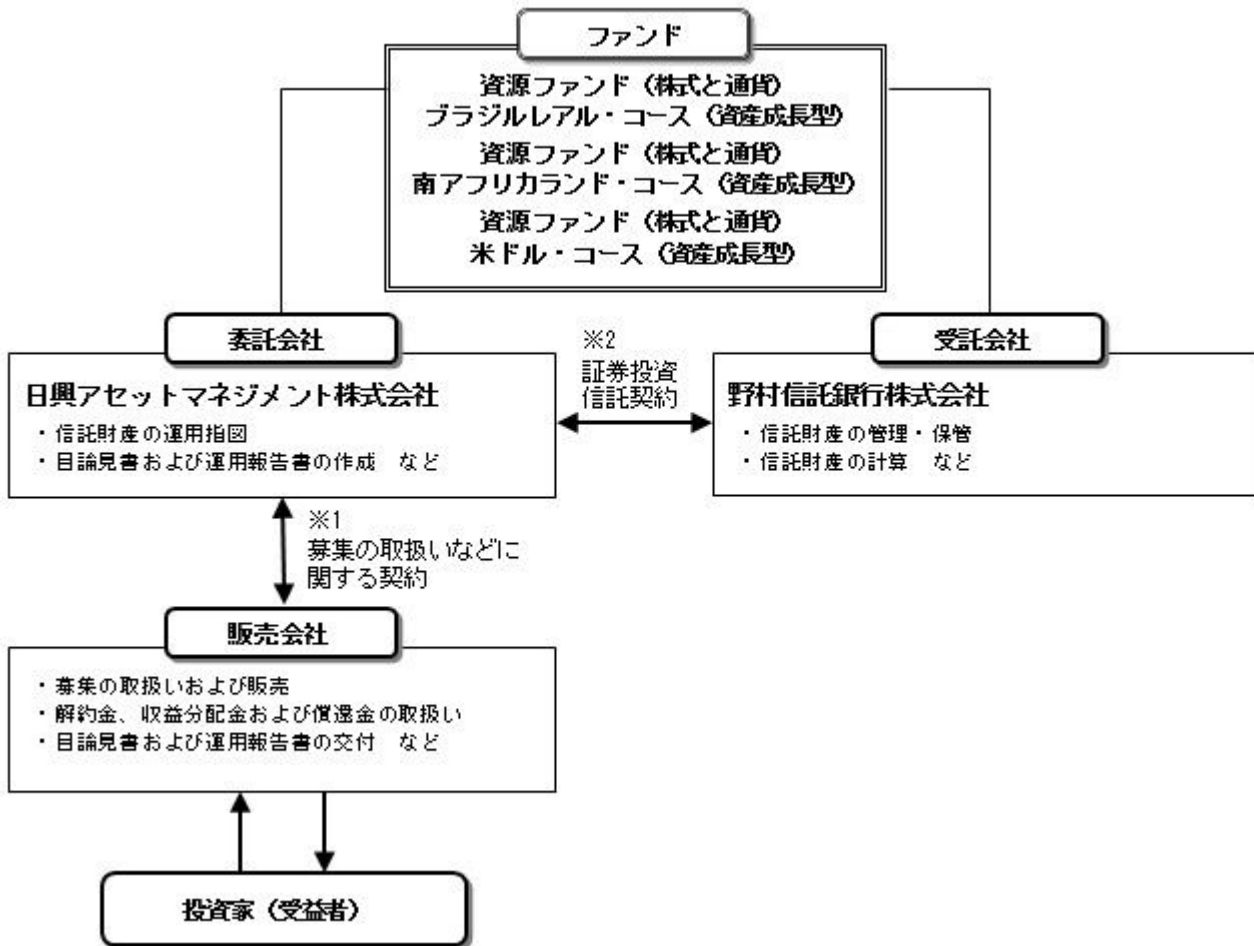 ファンド
資源ファンド（株式と通貨）
ブラジルレアル・コース（資産成長型）
資源ファンド（株式と通貨）
南アフリカランド・コース（資産成長型）
資源ファンド（株式と通貨）
米ドル・コース（資産成長型）
委託会社
日興アセットマネジメント株式会社
・信託財産の運用指図
・目論見書および運用報告書の作成　など
※2
証券投資
信託契約
受託会社
野村信託銀行株式会社
・信託財産の管理・保管
・信託財産の計算　など
※1
募集の取扱いなどに
関する契約
販売会社
・募集の取扱いおよび販売
・解約金、収益分配金および償還金の取扱い
・目論見書および運用報告書の交付　など
投資家（受益者）